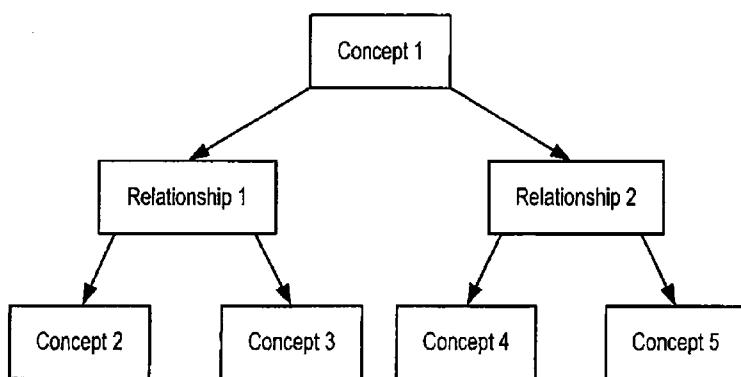 Concept 1
Relationship 1
Relationship 2
Concept 2
Concept 3
Concept 4
Concept 5